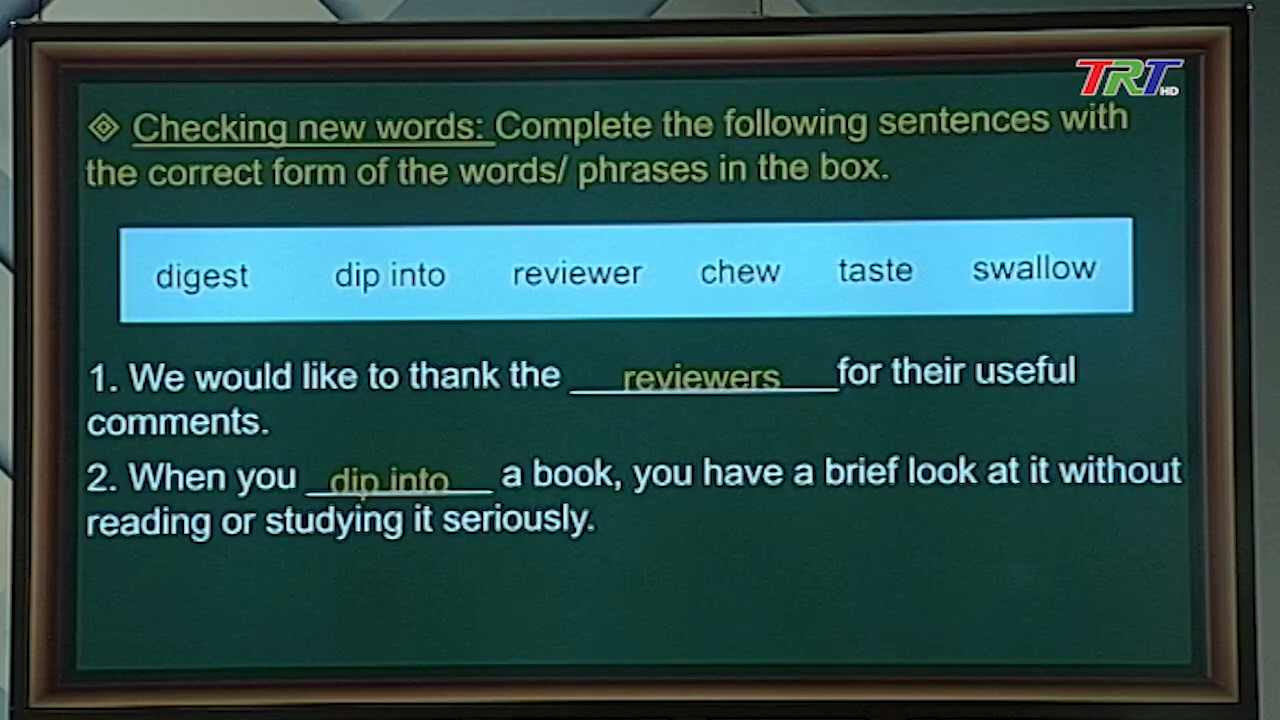 TRT HD
Checking new words: Complete the following sentences with
the correct form of the words/ phrases in the box.
digest dip into reviewer chew taste swallow
1. We would like to thank the reviewers for their useful
comments.
2. When you dip into a book, you have a brief look at it without
reading or studying it seriously.